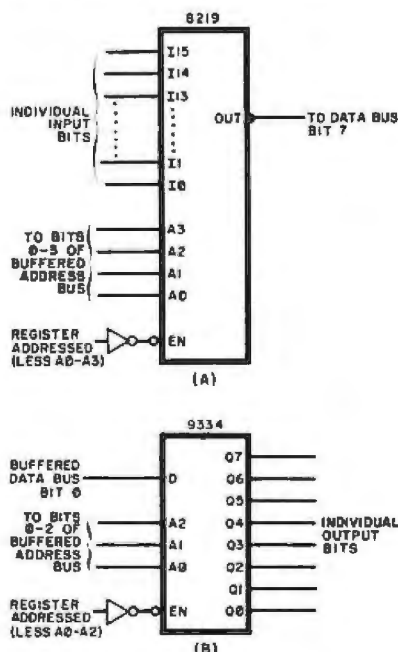 8219
I15
I14
I13
OUT
TO DATA BUS
BIT 7
INDIVIDUAL
INPUT
BITS
I1
I0
TO BITS
0-3 OF
BUFFERED
ADDRESS
BUS
A3
A2
A1
A0
REGISTER
ADDRESSED
(LESS A0-A3)
EN
(A)
9334
BUFFERED
DATA BUS
BIT 0
D
TO BITS
0-2 OF
BUFFERED
ADDRESS
BUS
A2
A1
A0
REGISTER
ADDRESSED
(LESS A0-A2)
EN
Q7
Q6
Q5
Q4
Q3
Q2
Q1
Q0
INDIVIDUAL
OUTPUT
BITS
(B)